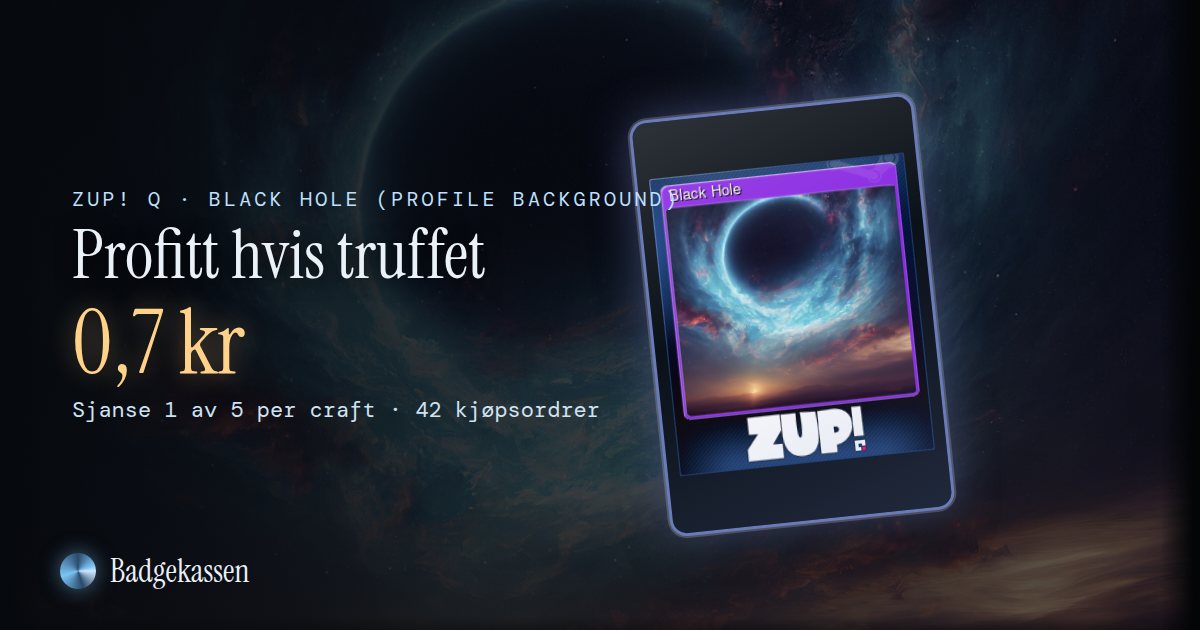 ZUP! Q · BLACK HOLE (PROFILE BACKGROUND)
Profitt hvis truffet
0,7 kr
Sjanse 1 av 5 per craft · 42 kjøpsordrer
Badgekassen
Black Hole
ZUP!